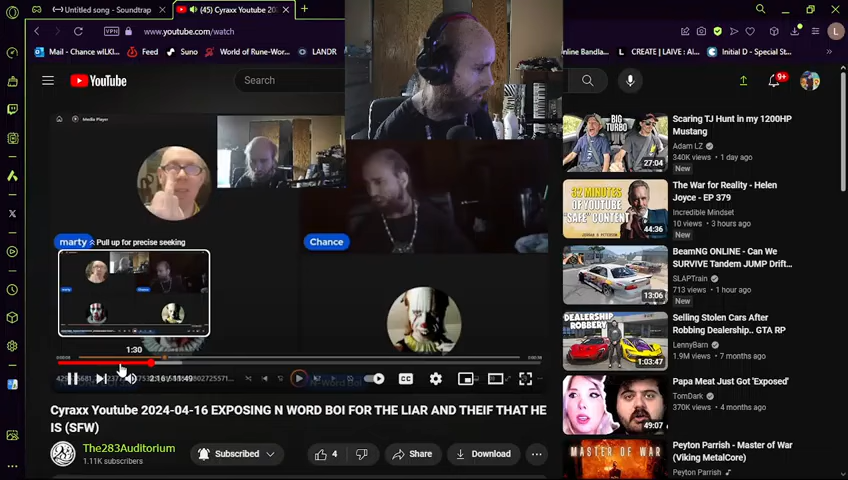 Untitled song - Soundtrap
(45) Cyraxx Youtube 2024-0
www.youtube.com/watch
Mail - Chance wILKI...
Feed
Suno
World of Rune-Wor...
LANDR
Online Bandla...
CREATE | LAIVE : AI...
Initial D - Special St...
YouTube
Search
9+
Media Player
marty
Pull up for precise seeking
Chance
1:30
2:16 / 11:49
Cyraxx Youtube 2024-04-16 EXPOSING N WORD BOI FOR THE LIAR AND THEIF THAT HE
IS (SFW)
The283Auditorium
1.11K subscribers
Subscribed
4
Share
Download
BIG
TURBO
27:04
Scaring TJ Hunt in my 1200HP
Mustang
Adam LZ
340K views • 1 day ago
New
32 MINUTES
OF YOUTUBE
"SAFE" CONTENT
44:36
The War for Reality - Helen
Joyce - EP 379
Incredible Mindset
10 views • 3 hours ago
New
13:06
BeamNG ONLINE - Can We
SURVIVE Tandem JUMP Drift...
SLAPTrain
713 views • 1 hour ago
New
DEALERSHIP
ROBBERY
1:03:47
Selling Stolen Cars After
Robbing Dealership.. GTA RP
LennyBarn
1.9M views • 7 months ago
49:07
Papa Meat Just Got 'Exposed'
TomDark
370K views • 4 months ago
MASTER OF WAR
Peyton Parrish - Master of War
(Viking MetalCore)
Peyton Parrish